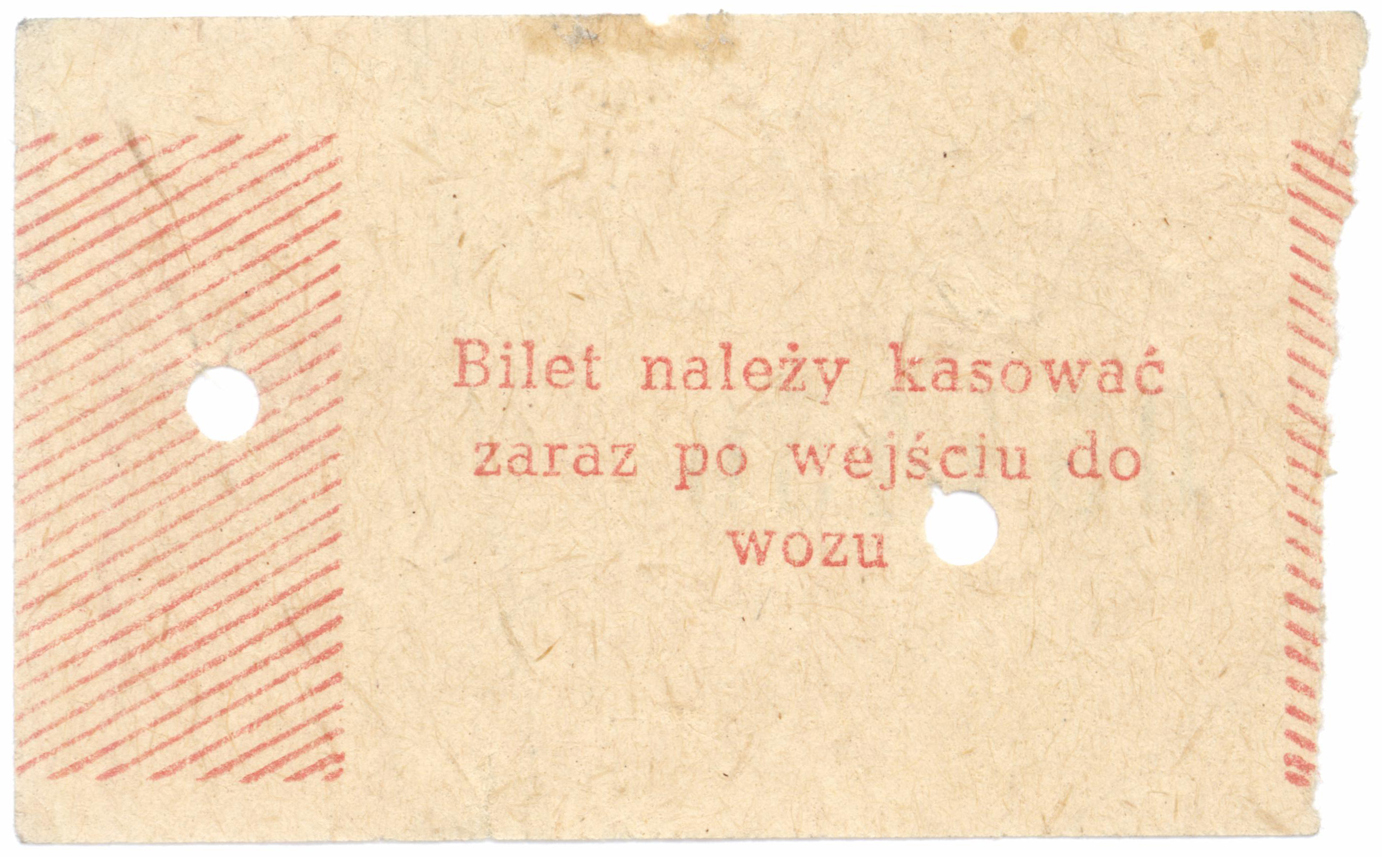 Bilet należy kasować
zaraz po wejściu do
wozu